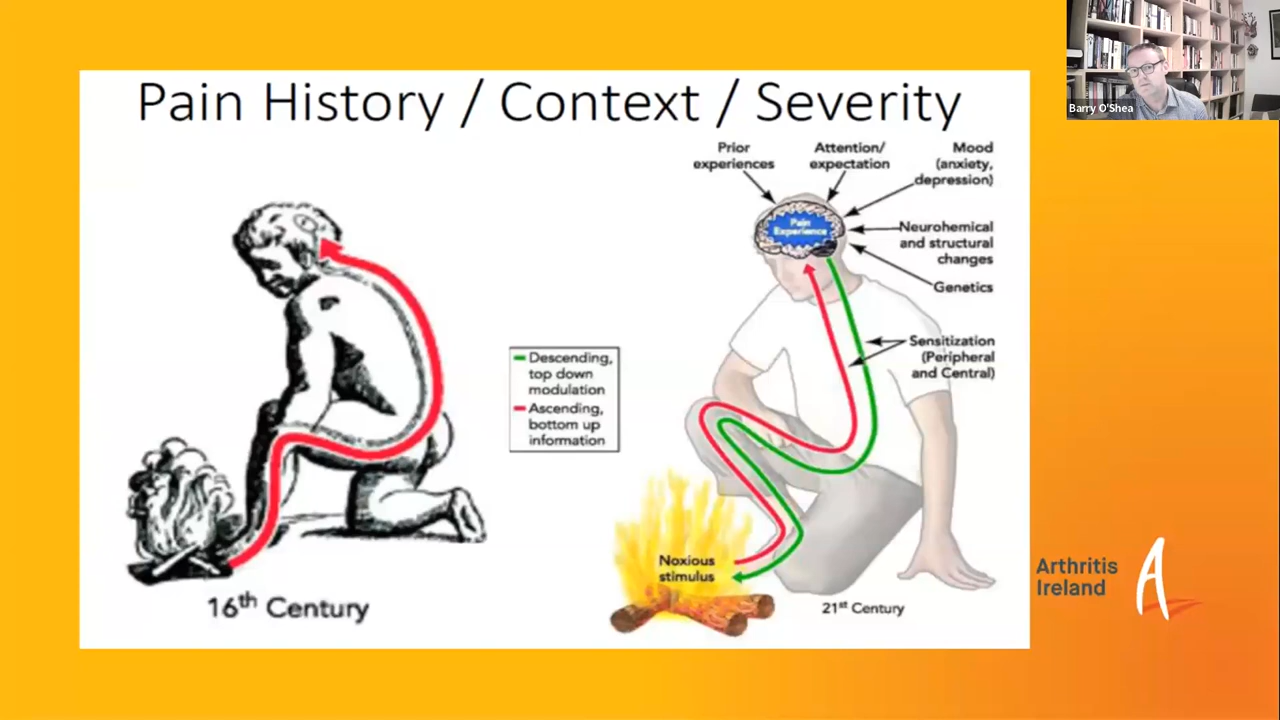 Pain History / Context / Severity
Prior
experiences
Attention/
expectation
Mood
(anxiety,
depression)
Pain
Experience
Neurohemical
and structural
changes
Genetics
Sensitization
(Peripheral
and Central)
Descending,
top down
modulation
Ascending,
bottom up
information
Noxious
stimulus
16th Century
21st Century
Barry O'Shea
Arthritis
Ireland